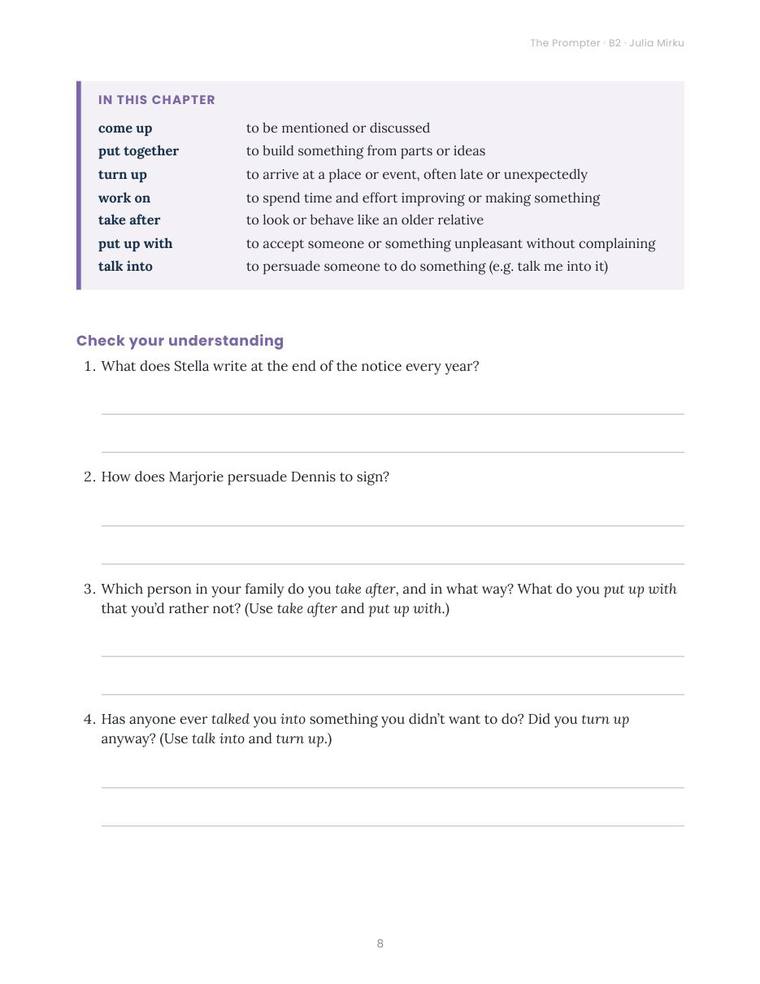 The Prompter · B2 · Julia Mirku
IN THIS CHAPTER
come up to be mentioned or discussed
put together to build something from parts or ideas
turn up to arrive at a place or event, often late or unexpectedly
work on to spend time and effort improving or making something
take after to look or behave like an older relative
put up with to accept someone or something unpleasant without complaining
talk into to persuade someone to do something (e.g. talk me into it)
Check your understanding
1. What does Stella write at the end of the notice every year?
2. How does Marjorie persuade Dennis to sign?
3. Which person in your family do you take after, and in what way? What do you put up with
that you’d rather not? (Use take after and put up with.)
4. Has anyone ever talked you into something you didn’t want to do? Did you turn up
anyway? (Use talk into and turn up.)
8